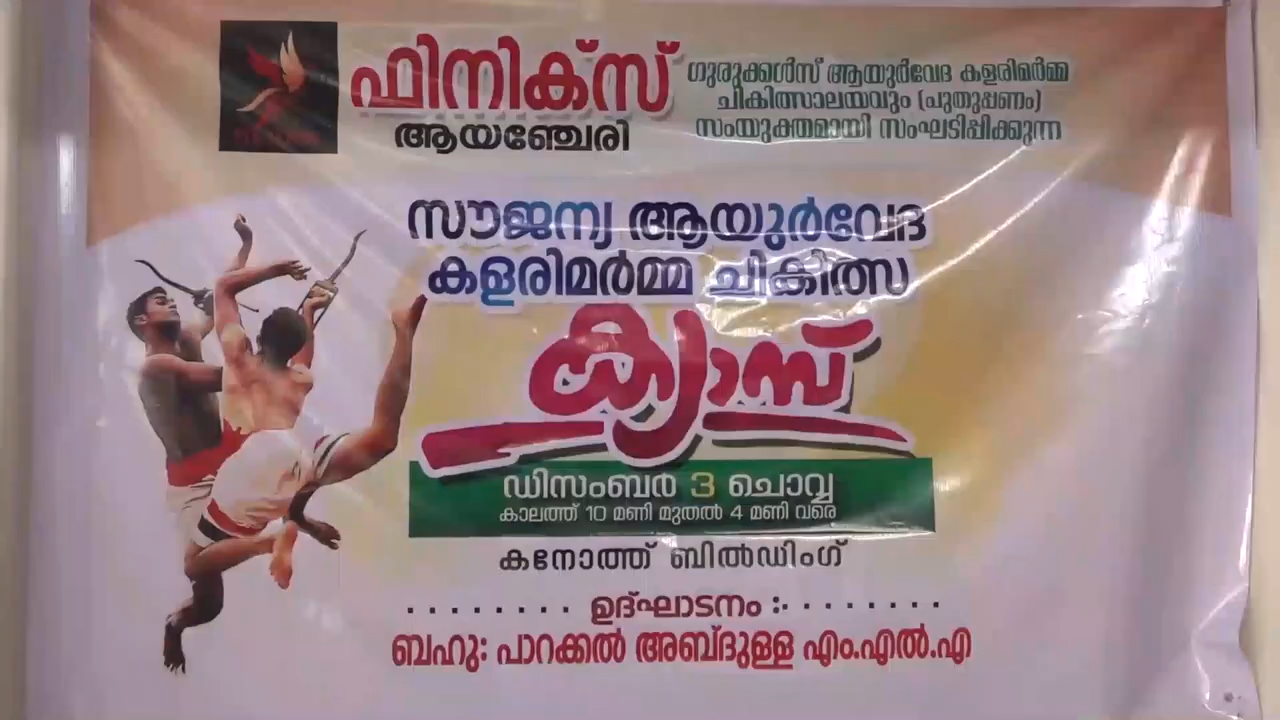 ഫിനിക്സ്
ആയഞ്ചേരി
ഗുരുക്കൾസ് ആയുർവേദ കളരിമർമ്മ
ചികിത്സാലയവും (പുതുപ്പണം)
സംയുക്തമായി സംഘടിപ്പിക്കുന്ന
സൗജന്യ ആയുർവേദ
കളരിമർമ്മ ചികിത്സ
ക്യാമ്പ്
ഡിസംബർ 3 ചൊവ്വ
കാലത്ത് 10 മണി മുതൽ 4 മണി വരെ
കനോത്ത് ബിൽഡിംഗ്
........ ഉദ്ഘാടനം :-.......
ബഹു: പാറക്കൽ അബ്ദുള്ള എം.എൽ.എ